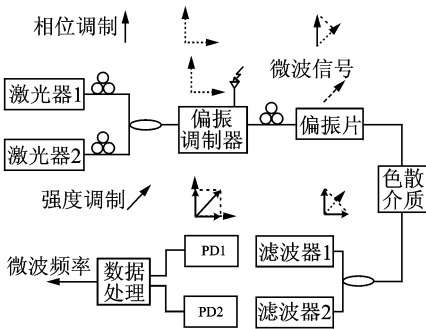 相位调制
微波信号
激光器1
激光器2
偏振
调制器
偏振片
色散
介质
强度调制
微波频率
数据
处理
PD1
PD2
滤波器1
滤波器2